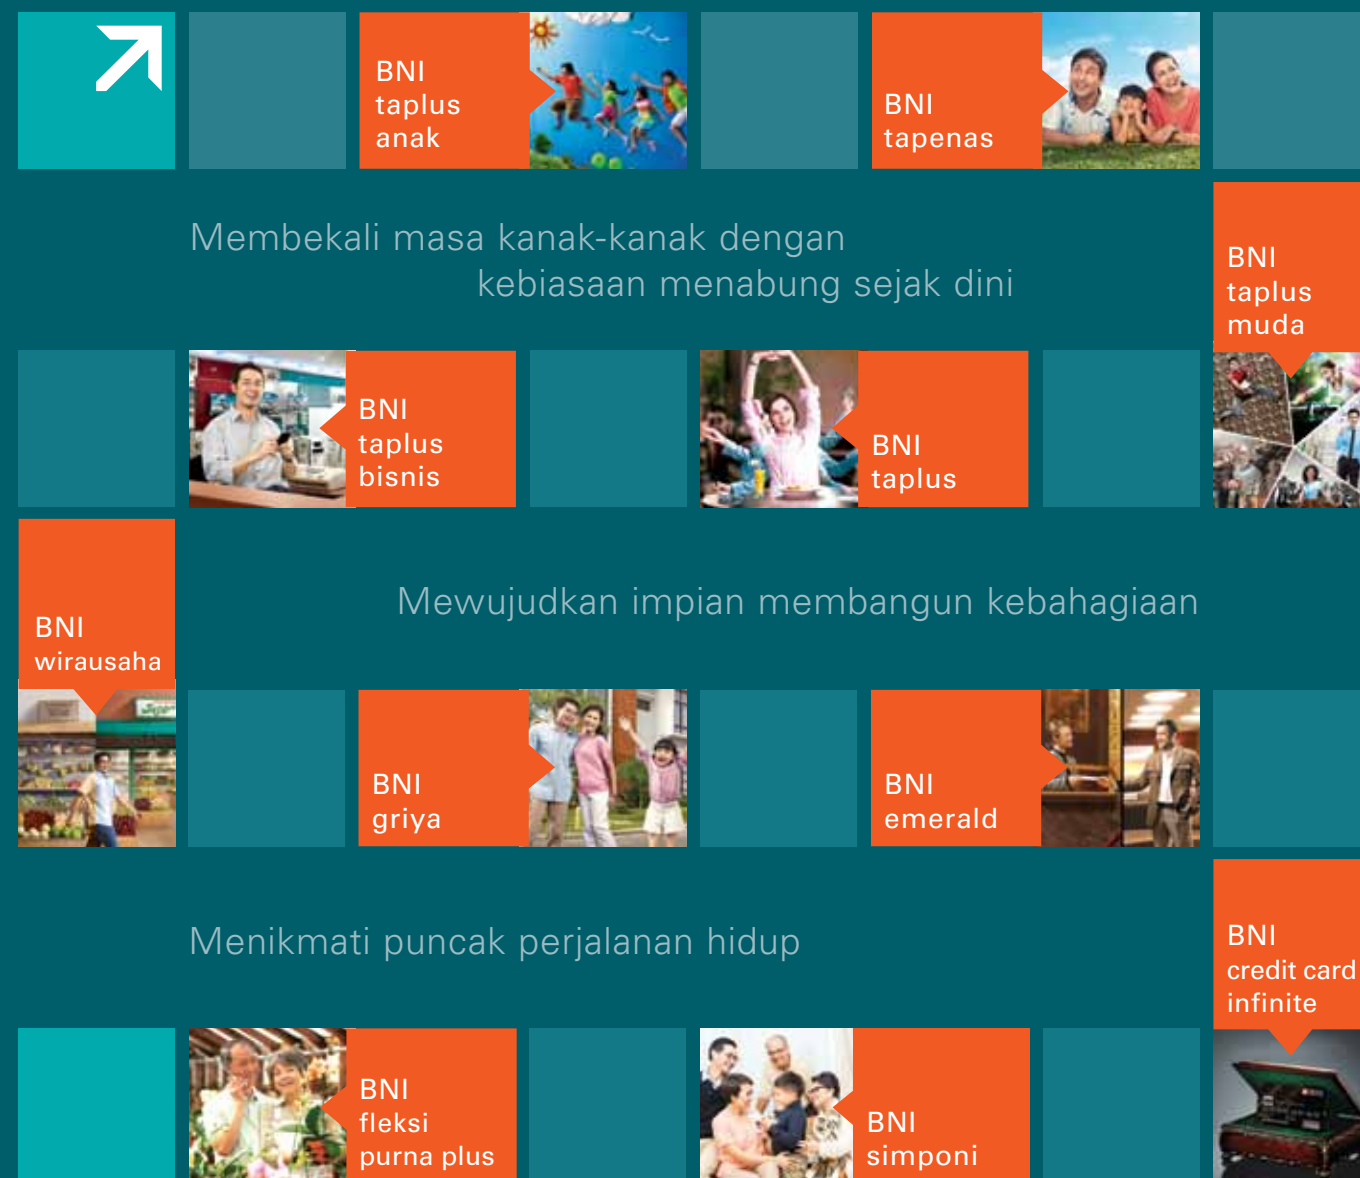 BNI
taplus
anak
BNI
tapenas
Membekali masa kanak-kanak dengan
kebiasaan menabung sejak dini
BNI
taplus
muda
BNI
taplus
bisnis
BNI
taplus
Mewujudkan impian membangun kebahagiaan
BNI
wirausaha
BNI
griya
BNI
emerald
Menikmati puncak perjalanan hidup
BNI
credit card
infinite
BNI
fleksi
purna plus
BNI
simponi